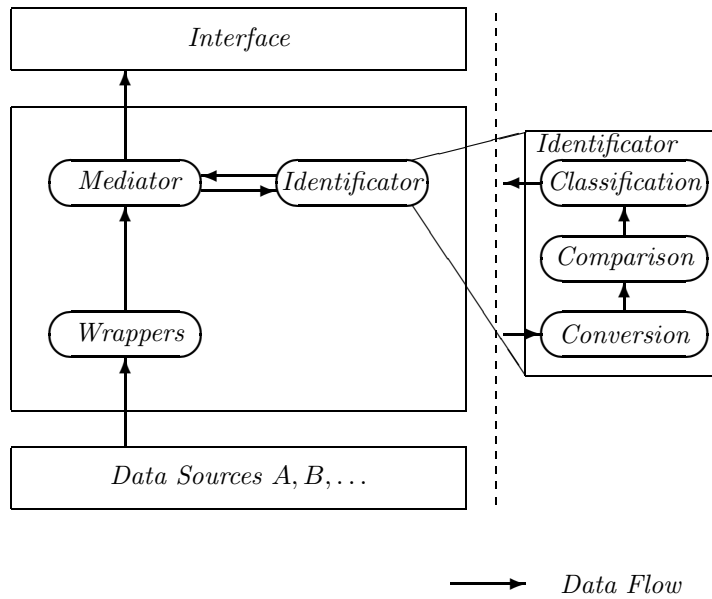 Interface
Identificator
Mediator
Identificator
Classification
Comparison
Wrappers
Conversion
Data Sources A, B, . . .
Data Flow